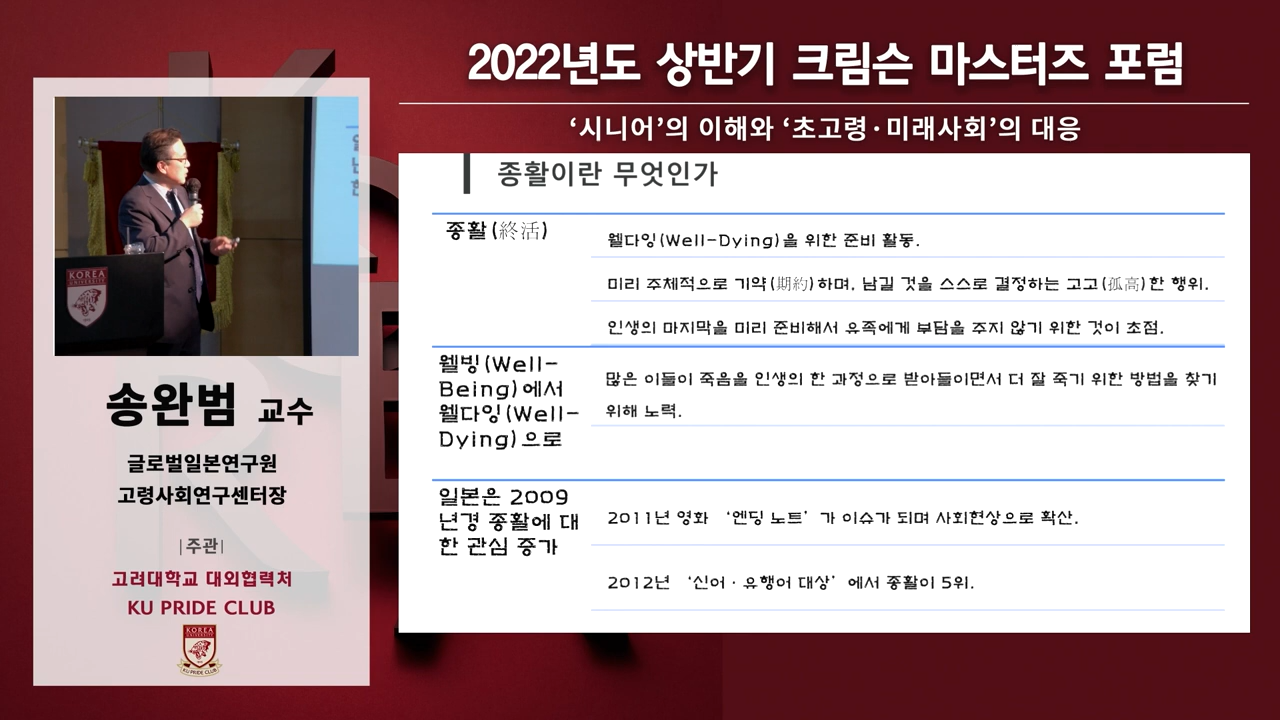 2022년도 상반기 크림슨 마스터즈 포럼
‘시니어’의 이해와 ‘초고령·미래사회’의 대응
종활이란 무엇인가
종활(終活)
웰다잉(Well-Dying)을 위한 준비 활동.
미리 주체적으로 기약(期約)하며, 남길 것을 스스로 결정하는 고고(孤高)한 행위.
인생의 마지막을 미리 준비해서 유족에게 부담을 주지 않기 위한 것이 초점.
웰빙(Well-
Being)에서
웰다잉(Well-
Dying)으로
많은 이들이 죽음을 인생의 한 과정으로 받아들이면서 더 잘 죽기 위한 방법을 찾기
위해 노력.
일본은 2009
년경 종활에 대
한 관심 증가
2011년 영화 ‘엔딩 노트’가 이슈가 되며 사회현상으로 확산.
2012년 ‘신어·유행어 대상’에서 종활이 5위.
KOREA
UNIVERSITY
송완범 교수
글로벌일본연구원
고령사회연구센터장
|주관|
고려대학교 대외협력처
KU PRIDE CLUB
KOREA
UNIVERSITY
KU PRIDE CLUB